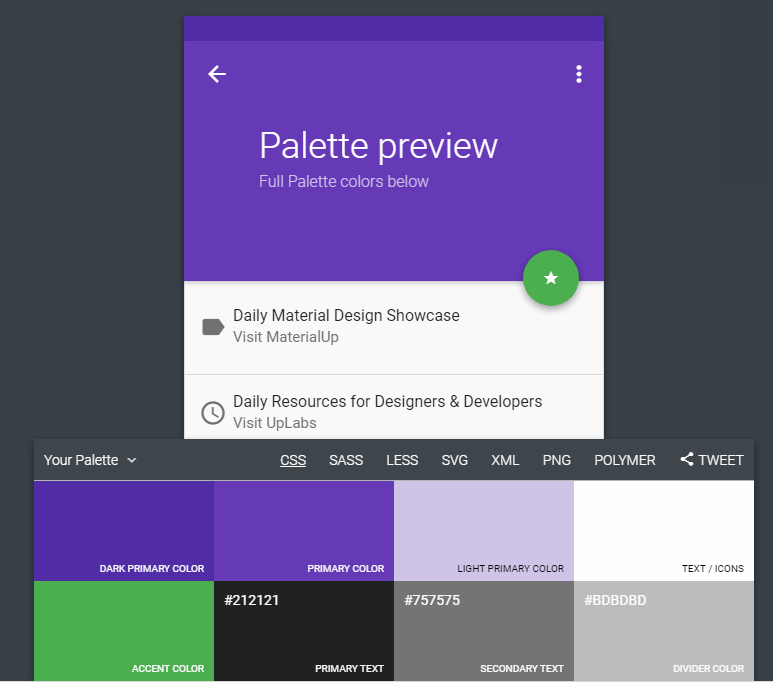 Palette preview
Full Palette colors below
Daily Material Design Showcase
Visit MaterialUp
Daily Resources for Designers & Developers
Visit UpLabs
Your Palette CSS SASS LESS SVG XML PNG POLYMER TWEET
DARK PRIMARY COLOR PRIMARY COLOR LIGHT PRIMARY COLOR TEXT / ICONS
#212121 #757575 #BDBDBD
ACCENT COLOR PRIMARY TEXT SECONDARY TEXT DIVIDER COLOR